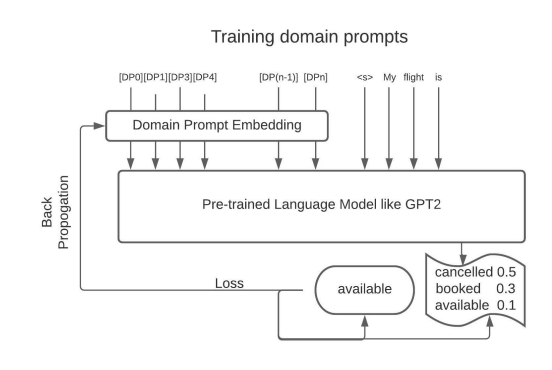 Training domain prompts
[DP0][DP1][DP3][DP4] [DP(n-1)] [DPn] <s> My flight is
Domain Prompt Embedding
Pre-trained Language Model like GPT2
Back
Propogation
cancelled 0.5
booked 0.3
available 0.1
available
Loss